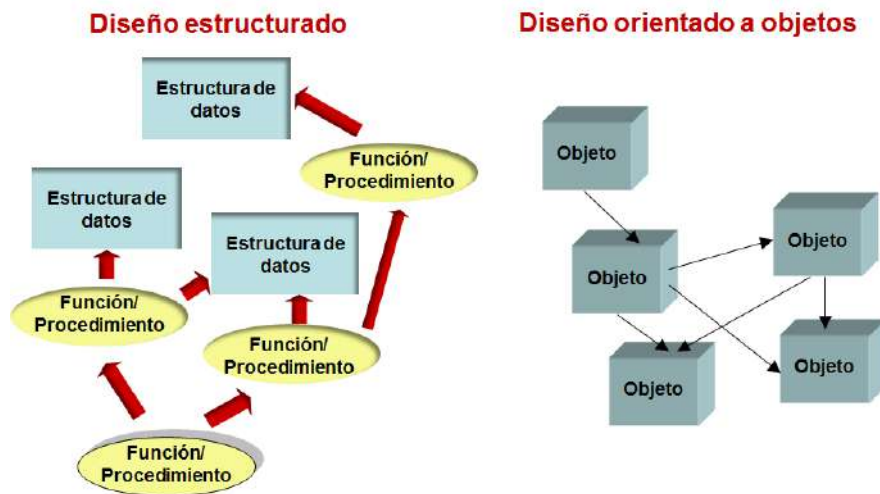 Diseño estructurado
Estructura de
datos
Función/
Procedimiento
Estructura de
datos
Estructura de
datos
Función/
Procedimiento
Función/
Procedimiento
Función/
Procedimiento
Diseño orientado a objetos
Objeto
Objeto
Objeto
Objeto
Objeto